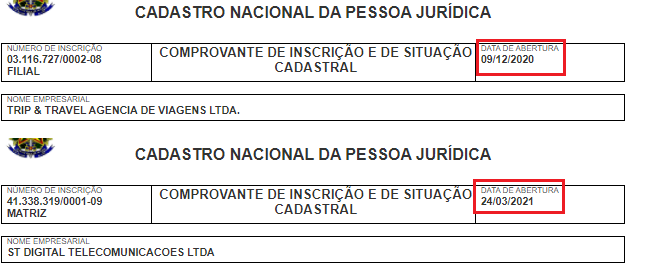 CADASTRO NACIONAL DA PESSOA JURÍDICA
NÚMERO DE INSCRIÇÃO
03.116.727/0002-08
FILIAL
COMPROVANTE DE INSCRIÇÃO E DE SITUAÇÃO
CADASTRAL
DATA DE ABERTURA
09/12/2020
NOME EMPRESARIAL
TRIP & TRAVEL AGENCIA DE VIAGENS LTDA.
CADASTRO NACIONAL DA PESSOA JURÍDICA
NÚMERO DE INSCRIÇÃO
41.338.319/0001-09
MATRIZ
COMPROVANTE DE INSCRIÇÃO E DE SITUAÇÃO
CADASTRAL
DATA DE ABERTURA
24/03/2021
NOME EMPRESARIAL
ST DIGITAL TELECOMUNICACOES LTDA